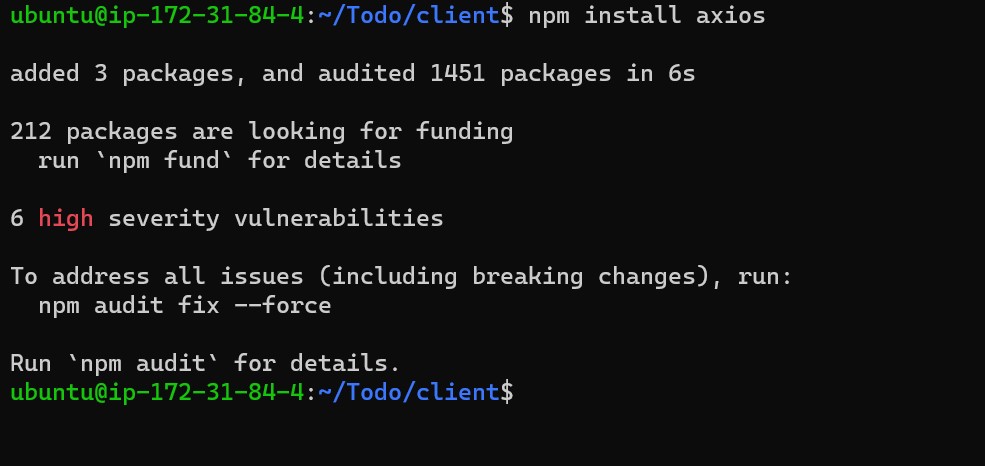 ubuntu@ip-172-31-84-4:~/Todo/client$ npm install axios
added 3 packages, and audited 1451 packages in 6s
212 packages are looking for funding
run `npm fund` for details
6 high severity vulnerabilities
To address all issues (including breaking changes), run:
npm audit fix --force
Run `npm audit` for details.
ubuntu@ip-172-31-84-4:~/Todo/client$